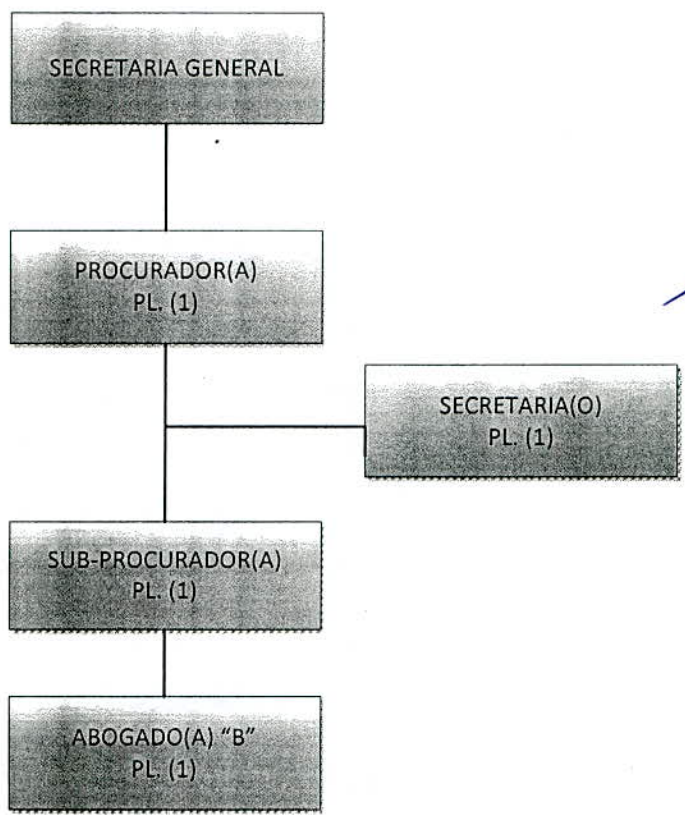 SECRETARIA GENERAL
PROCURADOR(A)
PL. (1)
SECRETARIA(O)
PL. (1)
SUB-PROCURADOR(A)
PL. (1)
ABOGADO(A) “B”
PL. (1)